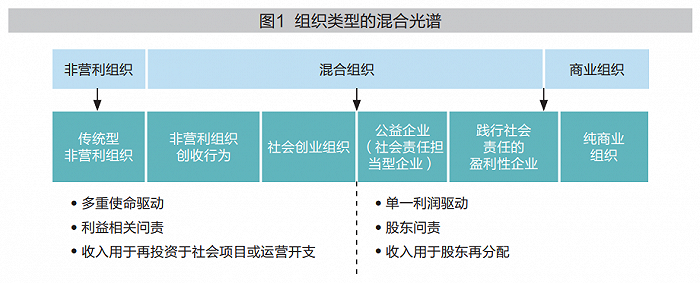 图1 组织类型的混合光谱
非营利组织
混合组织
商业组织
传统型
非营利组织
非营利组织
创收行为
社会创业组织
公益企业
（社会责任担
当型企业）
践行社会
责任的
盈利性企业
纯商业
组织
• 多重使命驱动
• 利益相关问责
• 收入用于再投资于社会项目或运营开支
• 单一利润驱动
• 股东问责
• 收入用于股东再分配